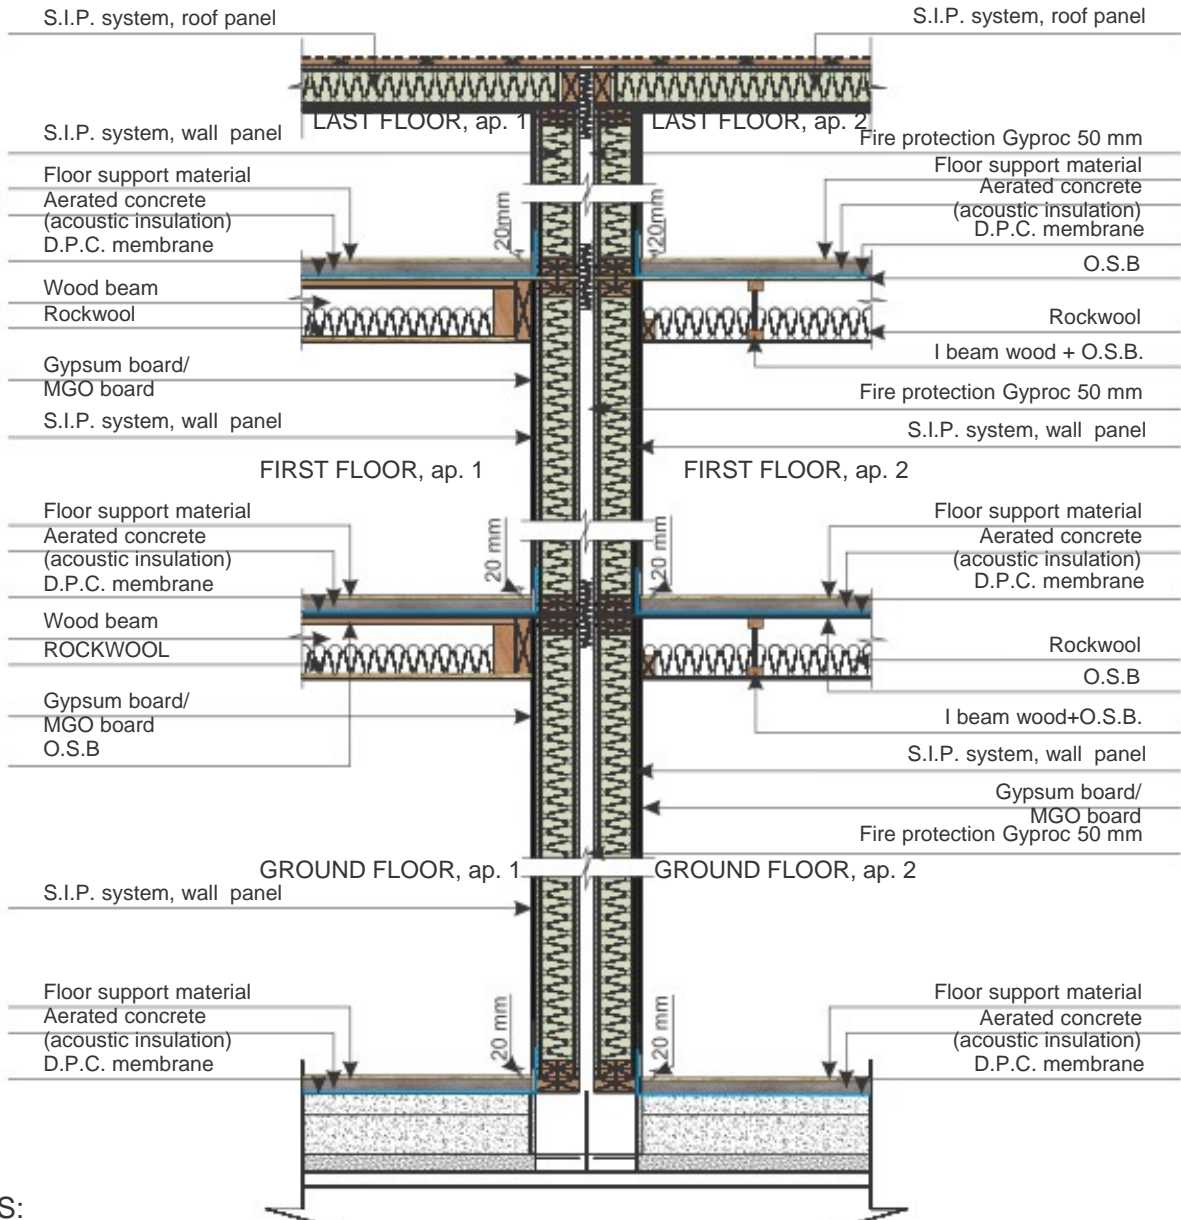 S.I.P. system, roof panel
S.I.P. system, roof panel
LAST FLOOR, ap. 1
LAST FLOOR, ap. 2
S.I.P. system, wall panel
Fire protection Gyproc 50 mm
Floor support material
Aerated concrete
(acoustic insulation)
D.P.C. membrane
20mm
20mm
Floor support material
Aerated concrete
(acoustic insulation)
D.P.C. membrane
O.S.B
Wood beam
Rockwool
Rockwool
I beam wood + O.S.B.
Gypsum board/
MGO board
Fire protection Gyproc 50 mm
S.I.P. system, wall panel
S.I.P. system, wall panel
FIRST FLOOR, ap. 1
FIRST FLOOR, ap. 2
Floor support material
Aerated concrete
(acoustic insulation)
D.P.C. membrane
20 mm
20 mm
Floor support material
Aerated concrete
(acoustic insulation)
D.P.C. membrane
Wood beam
ROCKWOOL
Rockwool
O.S.B
Gypsum board/
MGO board
O.S.B
I beam wood+O.S.B.
S.I.P. system, wall panel
Gypsum board/
MGO board
Fire protection Gyproc 50 mm
GROUND FLOOR, ap. 1
GROUND FLOOR, ap. 2
S.I.P. system, wall panel
Floor support material
Aerated concrete
(acoustic insulation)
D.P.C. membrane
20 mm
20 mm
Floor support material
Aerated concrete
(acoustic insulation)
D.P.C. membrane
S: